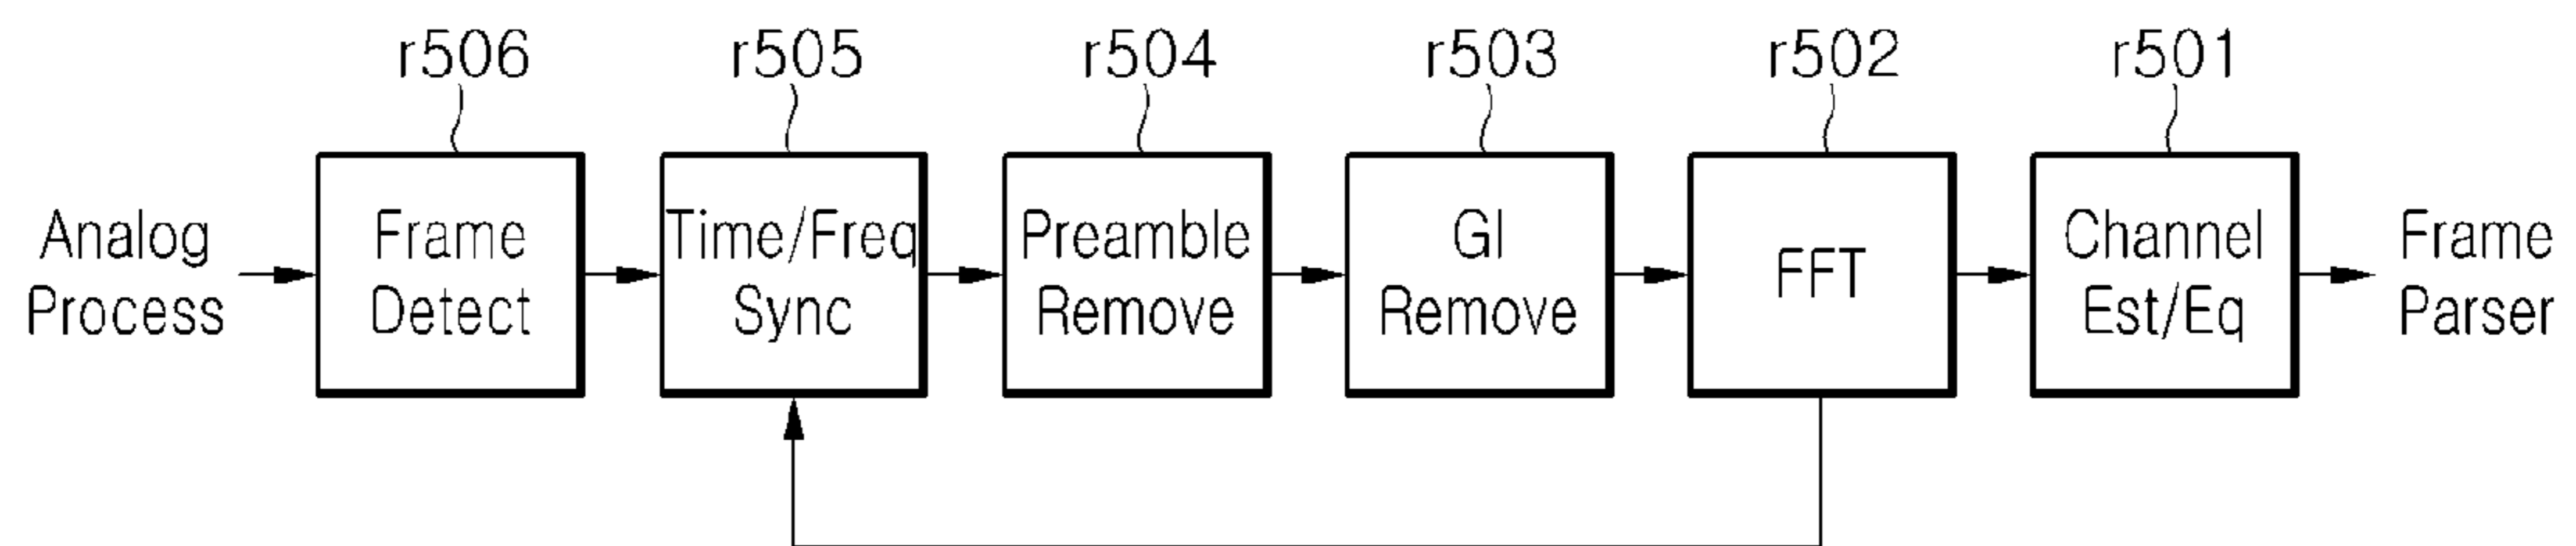 r506
r505
r504
r503
r502
r501
Analog
Process
Frame
Detect
Time/Freq
Sync
Preamble
Remove
GI
Remove
FFT
Channel
Est/Eq
Frame
Parser